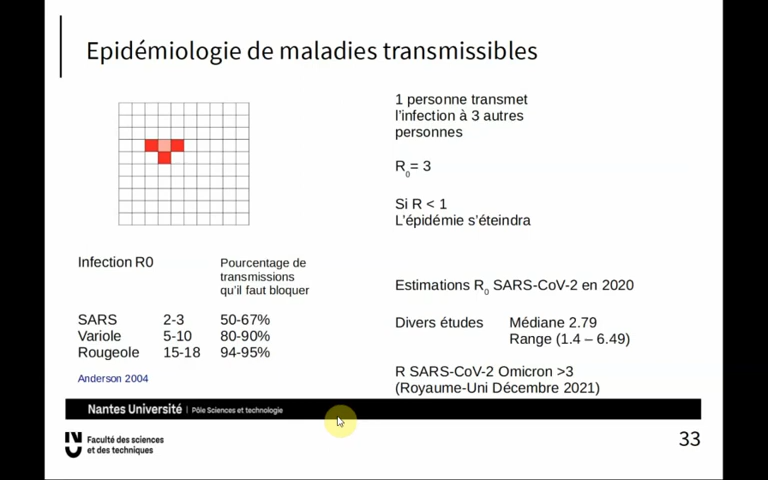 Epidémiologie de maladies transmissibles
1 personne transmet
l'infection à 3 autres
personnes
R0= 3
Si R < 1
L'épidémie s'éteindra
Infection R0
Pourcentage de
transmissions
qu'il faut bloquer
SARS 2-3 50-67%
Variole 5-10 80-90%
Rougeole 15-18 94-95%
Anderson 2004
Estimations R0 SARS-CoV-2 en 2020
Divers études Médiane 2.79
Range (1.4 – 6.49)
R SARS-CoV-2 Omicron >3
(Royaume-Uni Décembre 2021)
Nantes Université | Pôle Sciences et technologie
Faculté des sciences
et des techniques
33